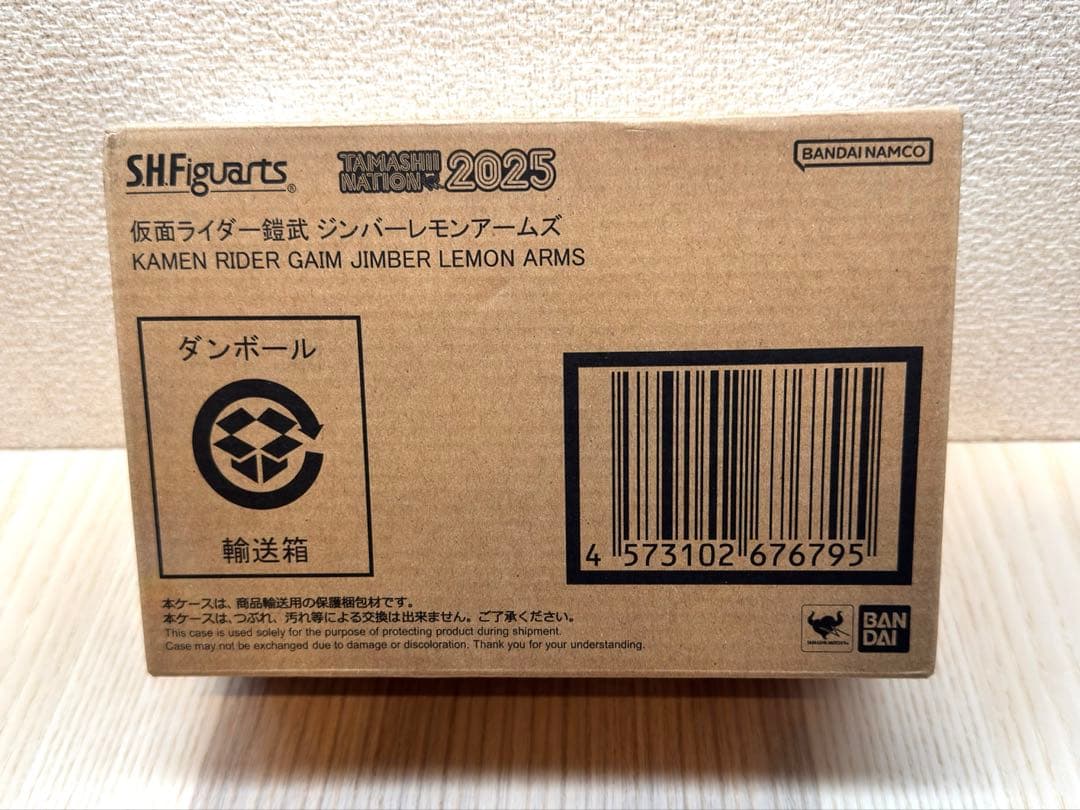 S.H.Figuarts®
TAMASHII NATION 2025
BANDAI NAMCO
仮面ライダー鎧武 ジンバーレモンアームズ
KAMEN RIDER GAIM JIMBER LEMON ARMS
ダンボール
輸送箱
4 573102 676795
本ケースは、商品輸送用の保護梱包材です。
本ケースは、つぶれ、汚れ等による交換は出来ません。ご了承ください。
This case is used solely for the purpose of protecting product during shipment.
Case may not be exchanged due to damage or discoloration. Thank you for your understanding.
TAMASHII NATIONS
BAN
DAI